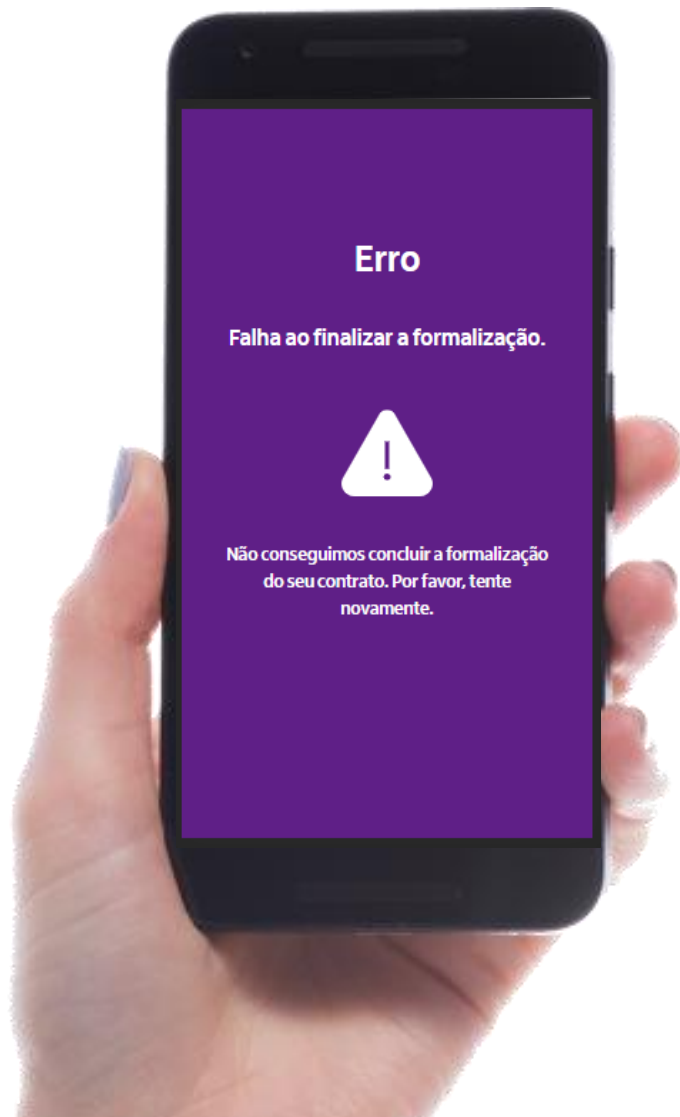 Erro
Falha ao finalizar a formalização.
!
Não conseguimos concluir a formalização
do seu contrato. Por favor, tente
novamente.